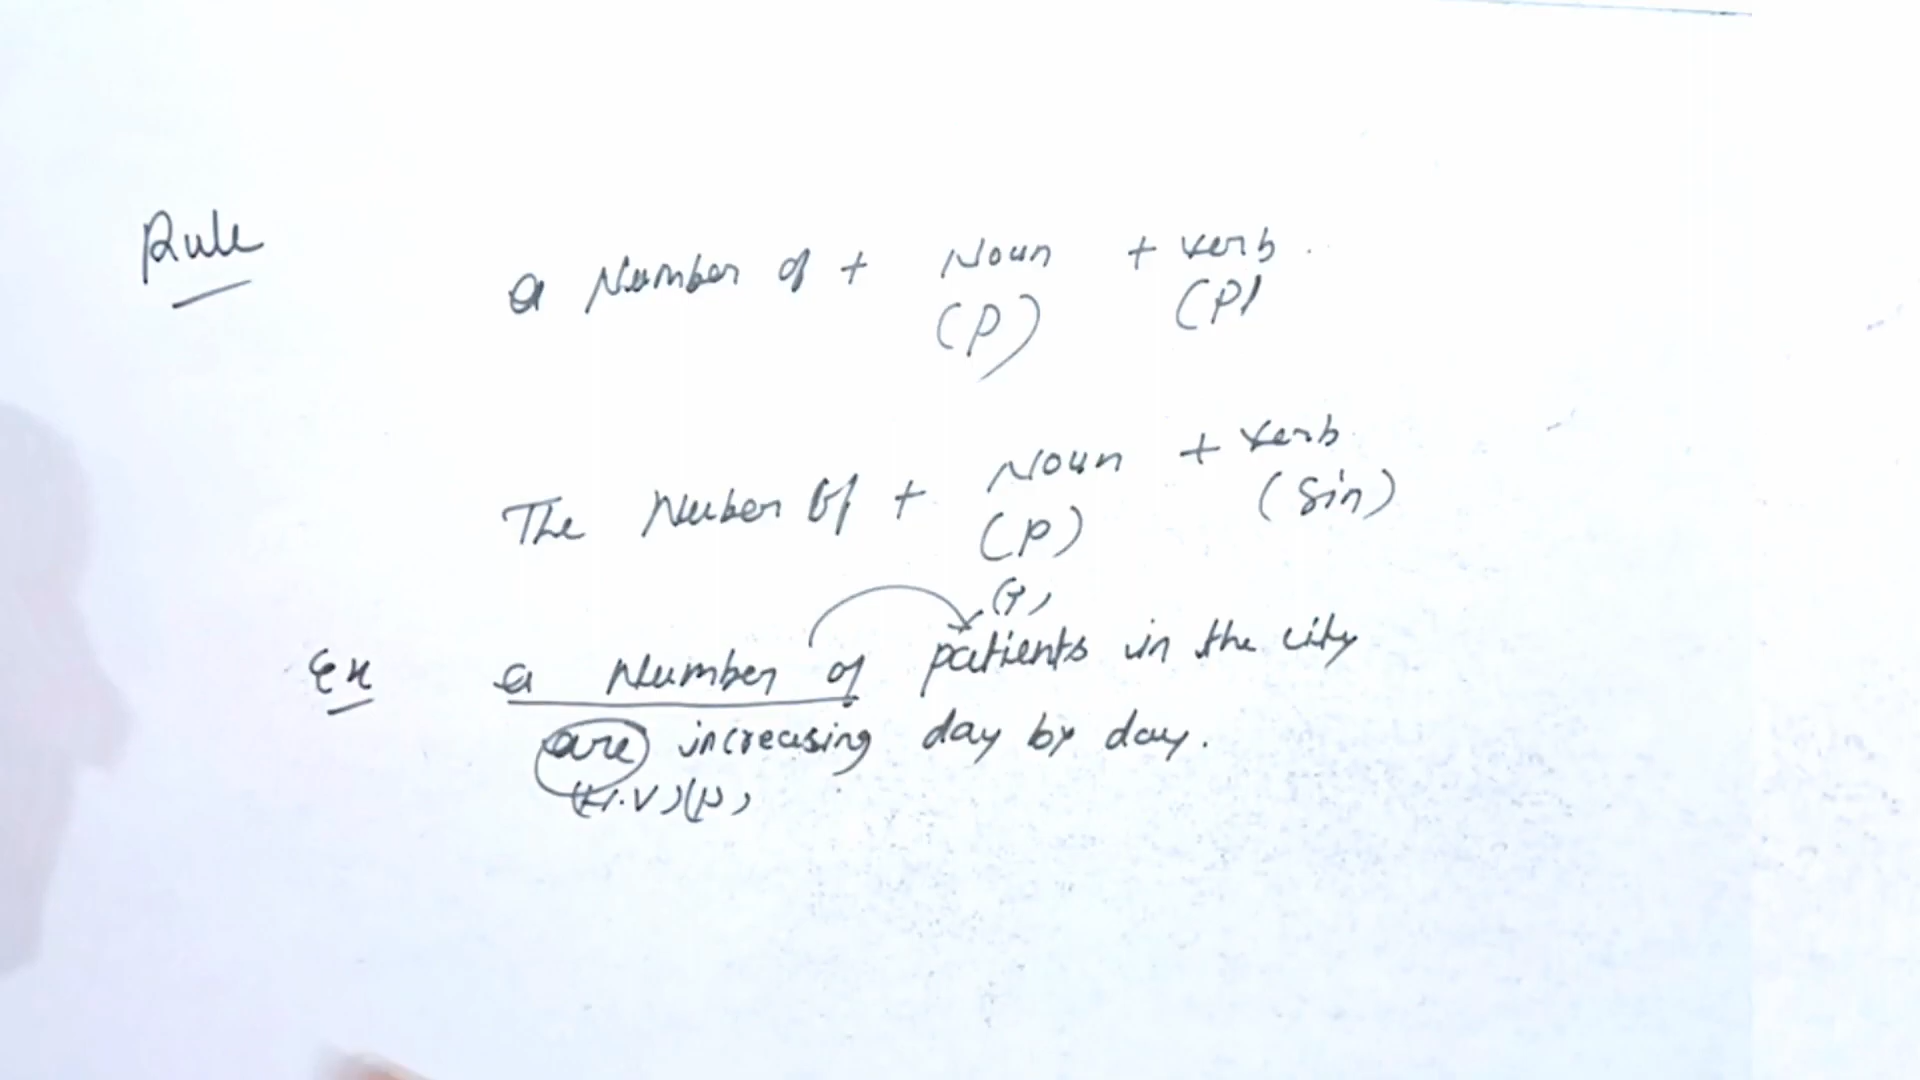 Rule
a Number of + Noun + verb.
(P) (P)
The Nuber Of + Noun + verb
(P) (Sin)
(P)
Ex a Number of patients in the city
are increasing day by day.
(H.V) (P)